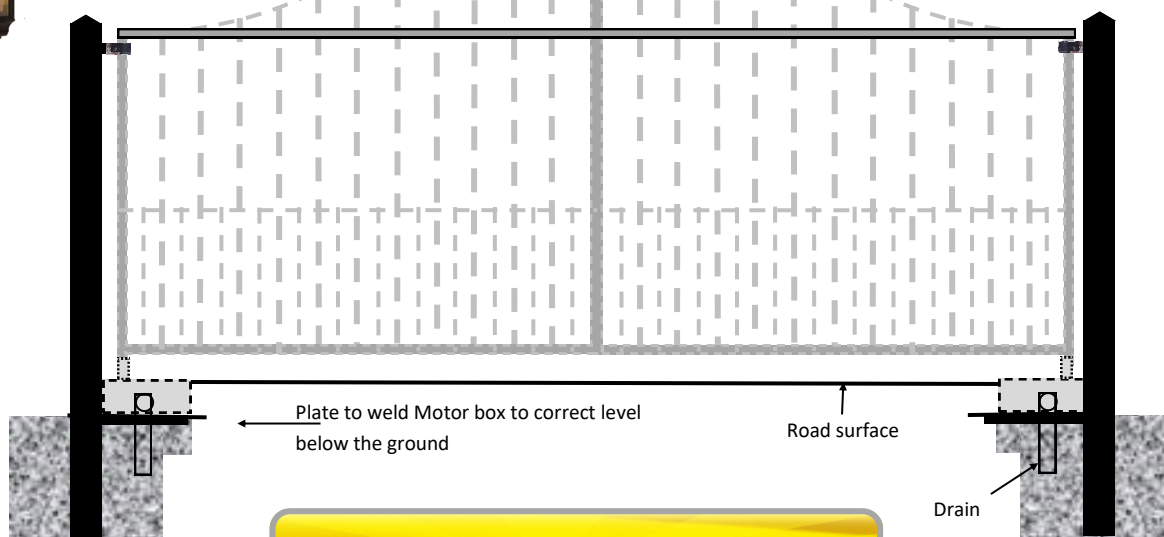 Plate to weld Motor box to correct level
below the ground
Road surface
Drain